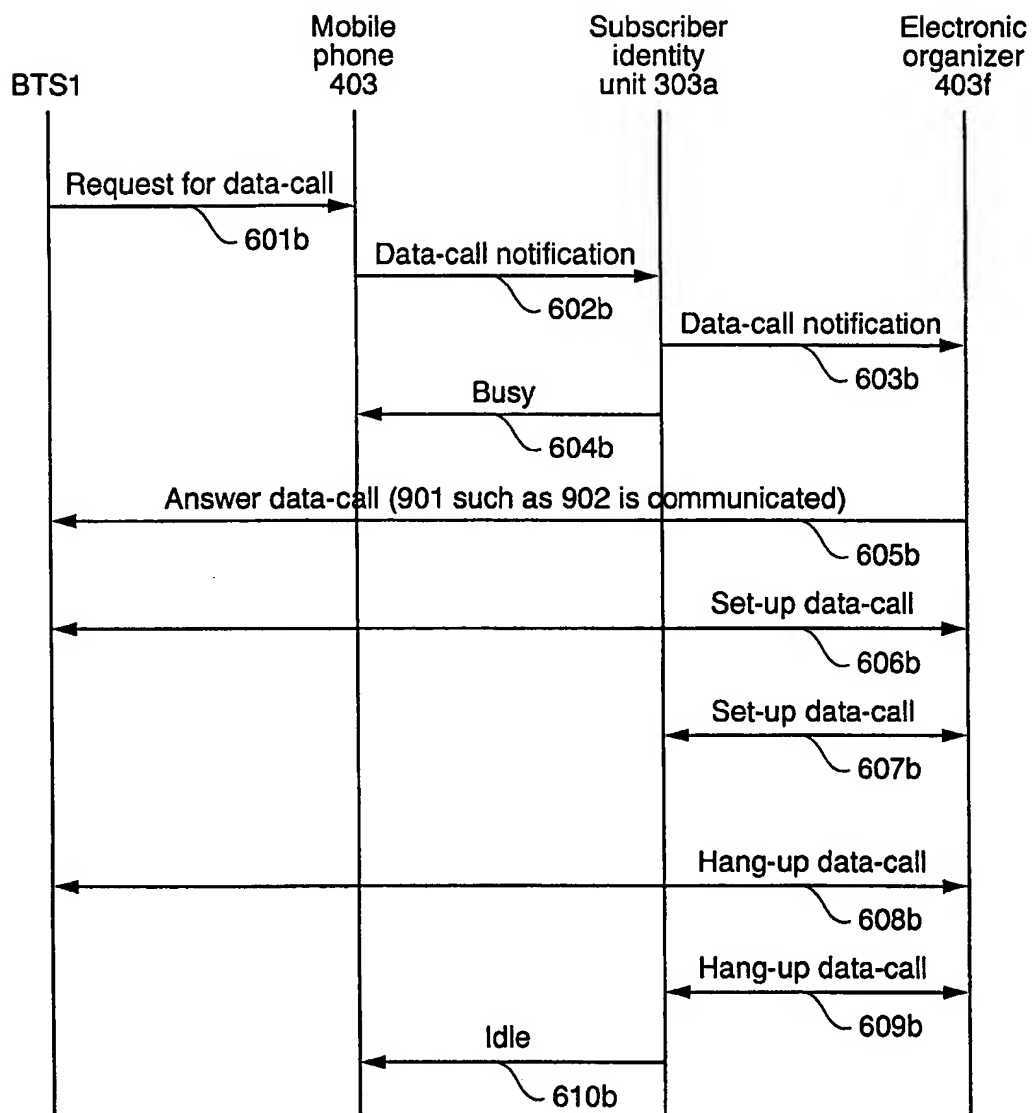 BTS1
Mobile
phone
403
Subscriber
identity
unit 303a
Electronic
organizer
403f
Request for data-call
601b
Data-call notification
602b
Data-call notification
603b
Busy
604b
Answer data-call (901 such as 902 is communicated)
605b
Set-up data-call
606b
Set-up data-call
607b
Hang-up data-call
608b
Hang-up data-call
609b
Idle
610b